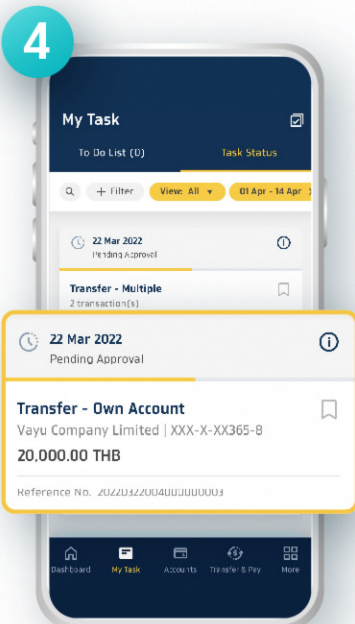 4
My Task
To Do List (0)
Task Status
+ Filter
View: All
01 Apr - 14 Apr
22 Mar 2022
Pending Approval
Transfer - Multiple
2 transaction(s)
22 Mar 2022
Pending Approval
Transfer - Own Account
Vayu Company Limited | XXX-X-XX365-8
20,000.00 THB
Reference No. 2022032200400000003
Dashboard
My Task
Accounts
Transfer & Pay
More